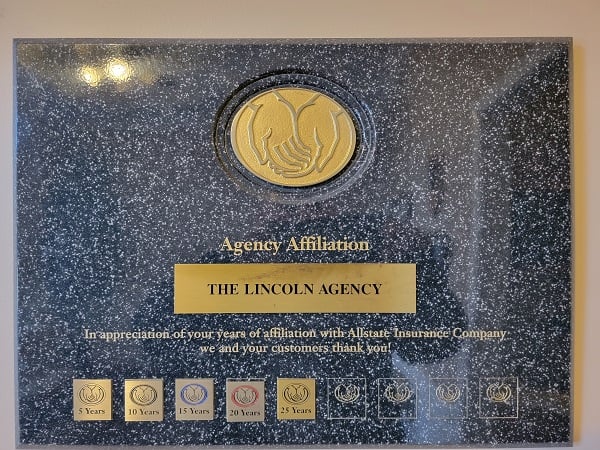 Agency Affiliation
THE LINCOLN AGENCY
In appreciation of your years of affiliation with Allstate Insurance Company
we and your customers thank you!
5 Years 10 Years 15 Years 20 Years 25 Years